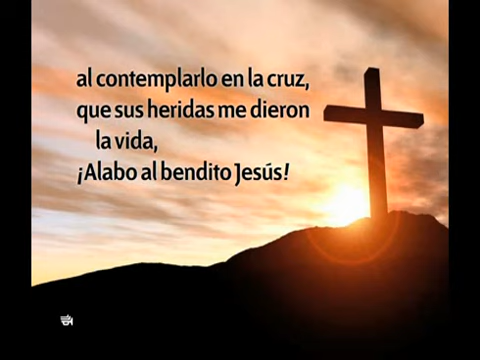 al contemplarlo en la cruz,
que sus heridas me dieron
la vida,
¡Alabo al bendito Jesús!